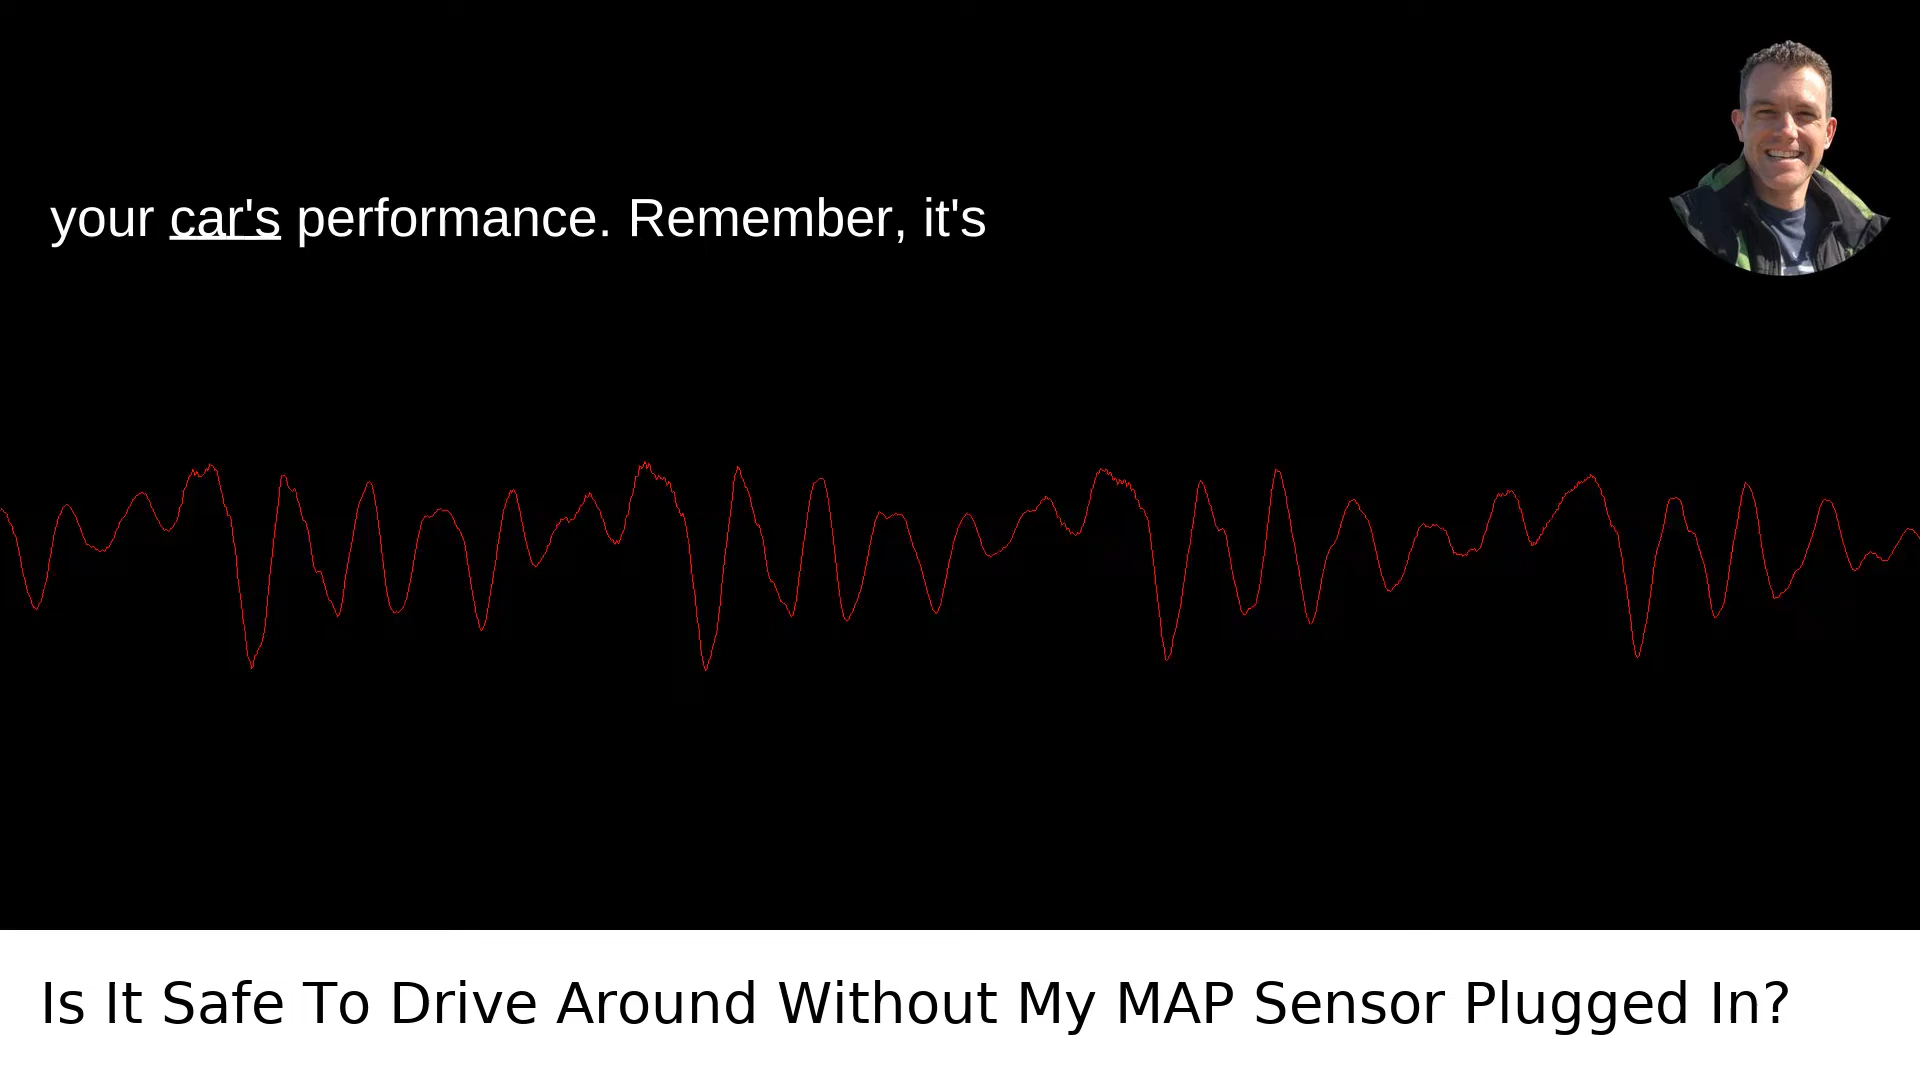 your car's performance. Remember, it's
Is It Safe To Drive Around Without My MAP Sensor Plugged In?